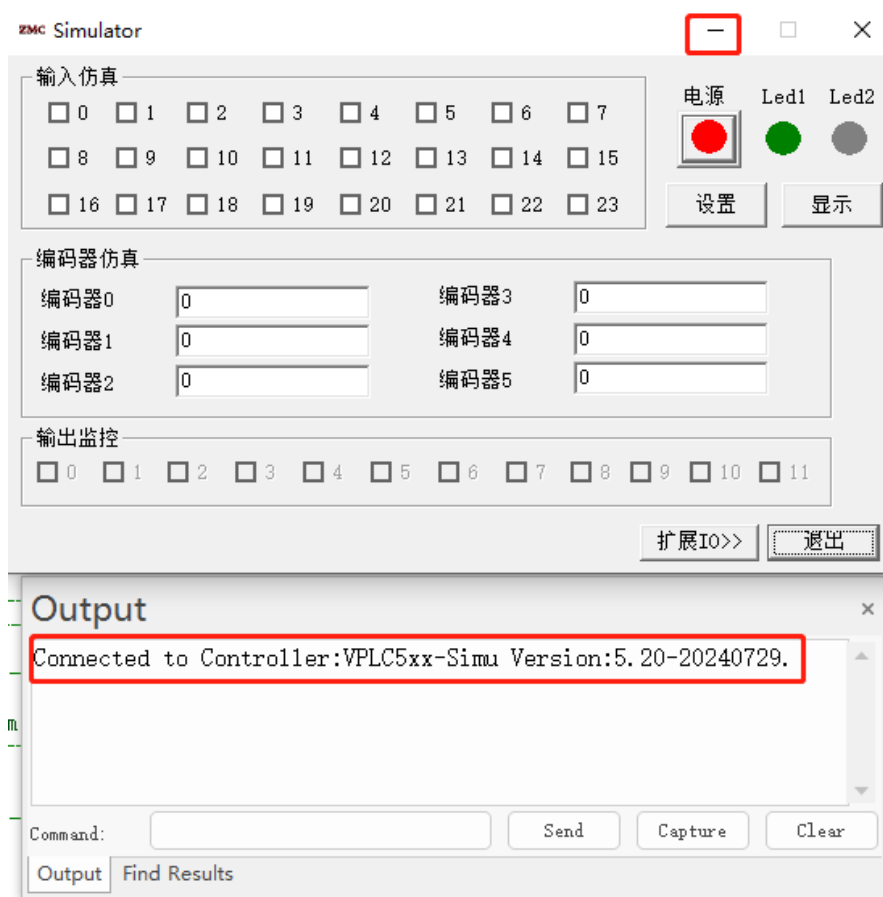 ZMC Simulator
输入仿真
0 1 2 3 4 5 6 7
8 9 10 11 12 13 14 15
16 17 18 19 20 21 22 23
电源 Led1 Led2
设置 显示
编码器仿真
编码器0 0 编码器3 0
编码器1 0 编码器4 0
编码器2 0 编码器5 0
输出监控
0 1 2 3 4 5 6 7 8 9 10 11
扩展IO>> 退出
Output
Connected to Controller:VPLC5xx-Simu Version:5.20-20240729.
m
Command: Send Capture Clear
Output Find Results